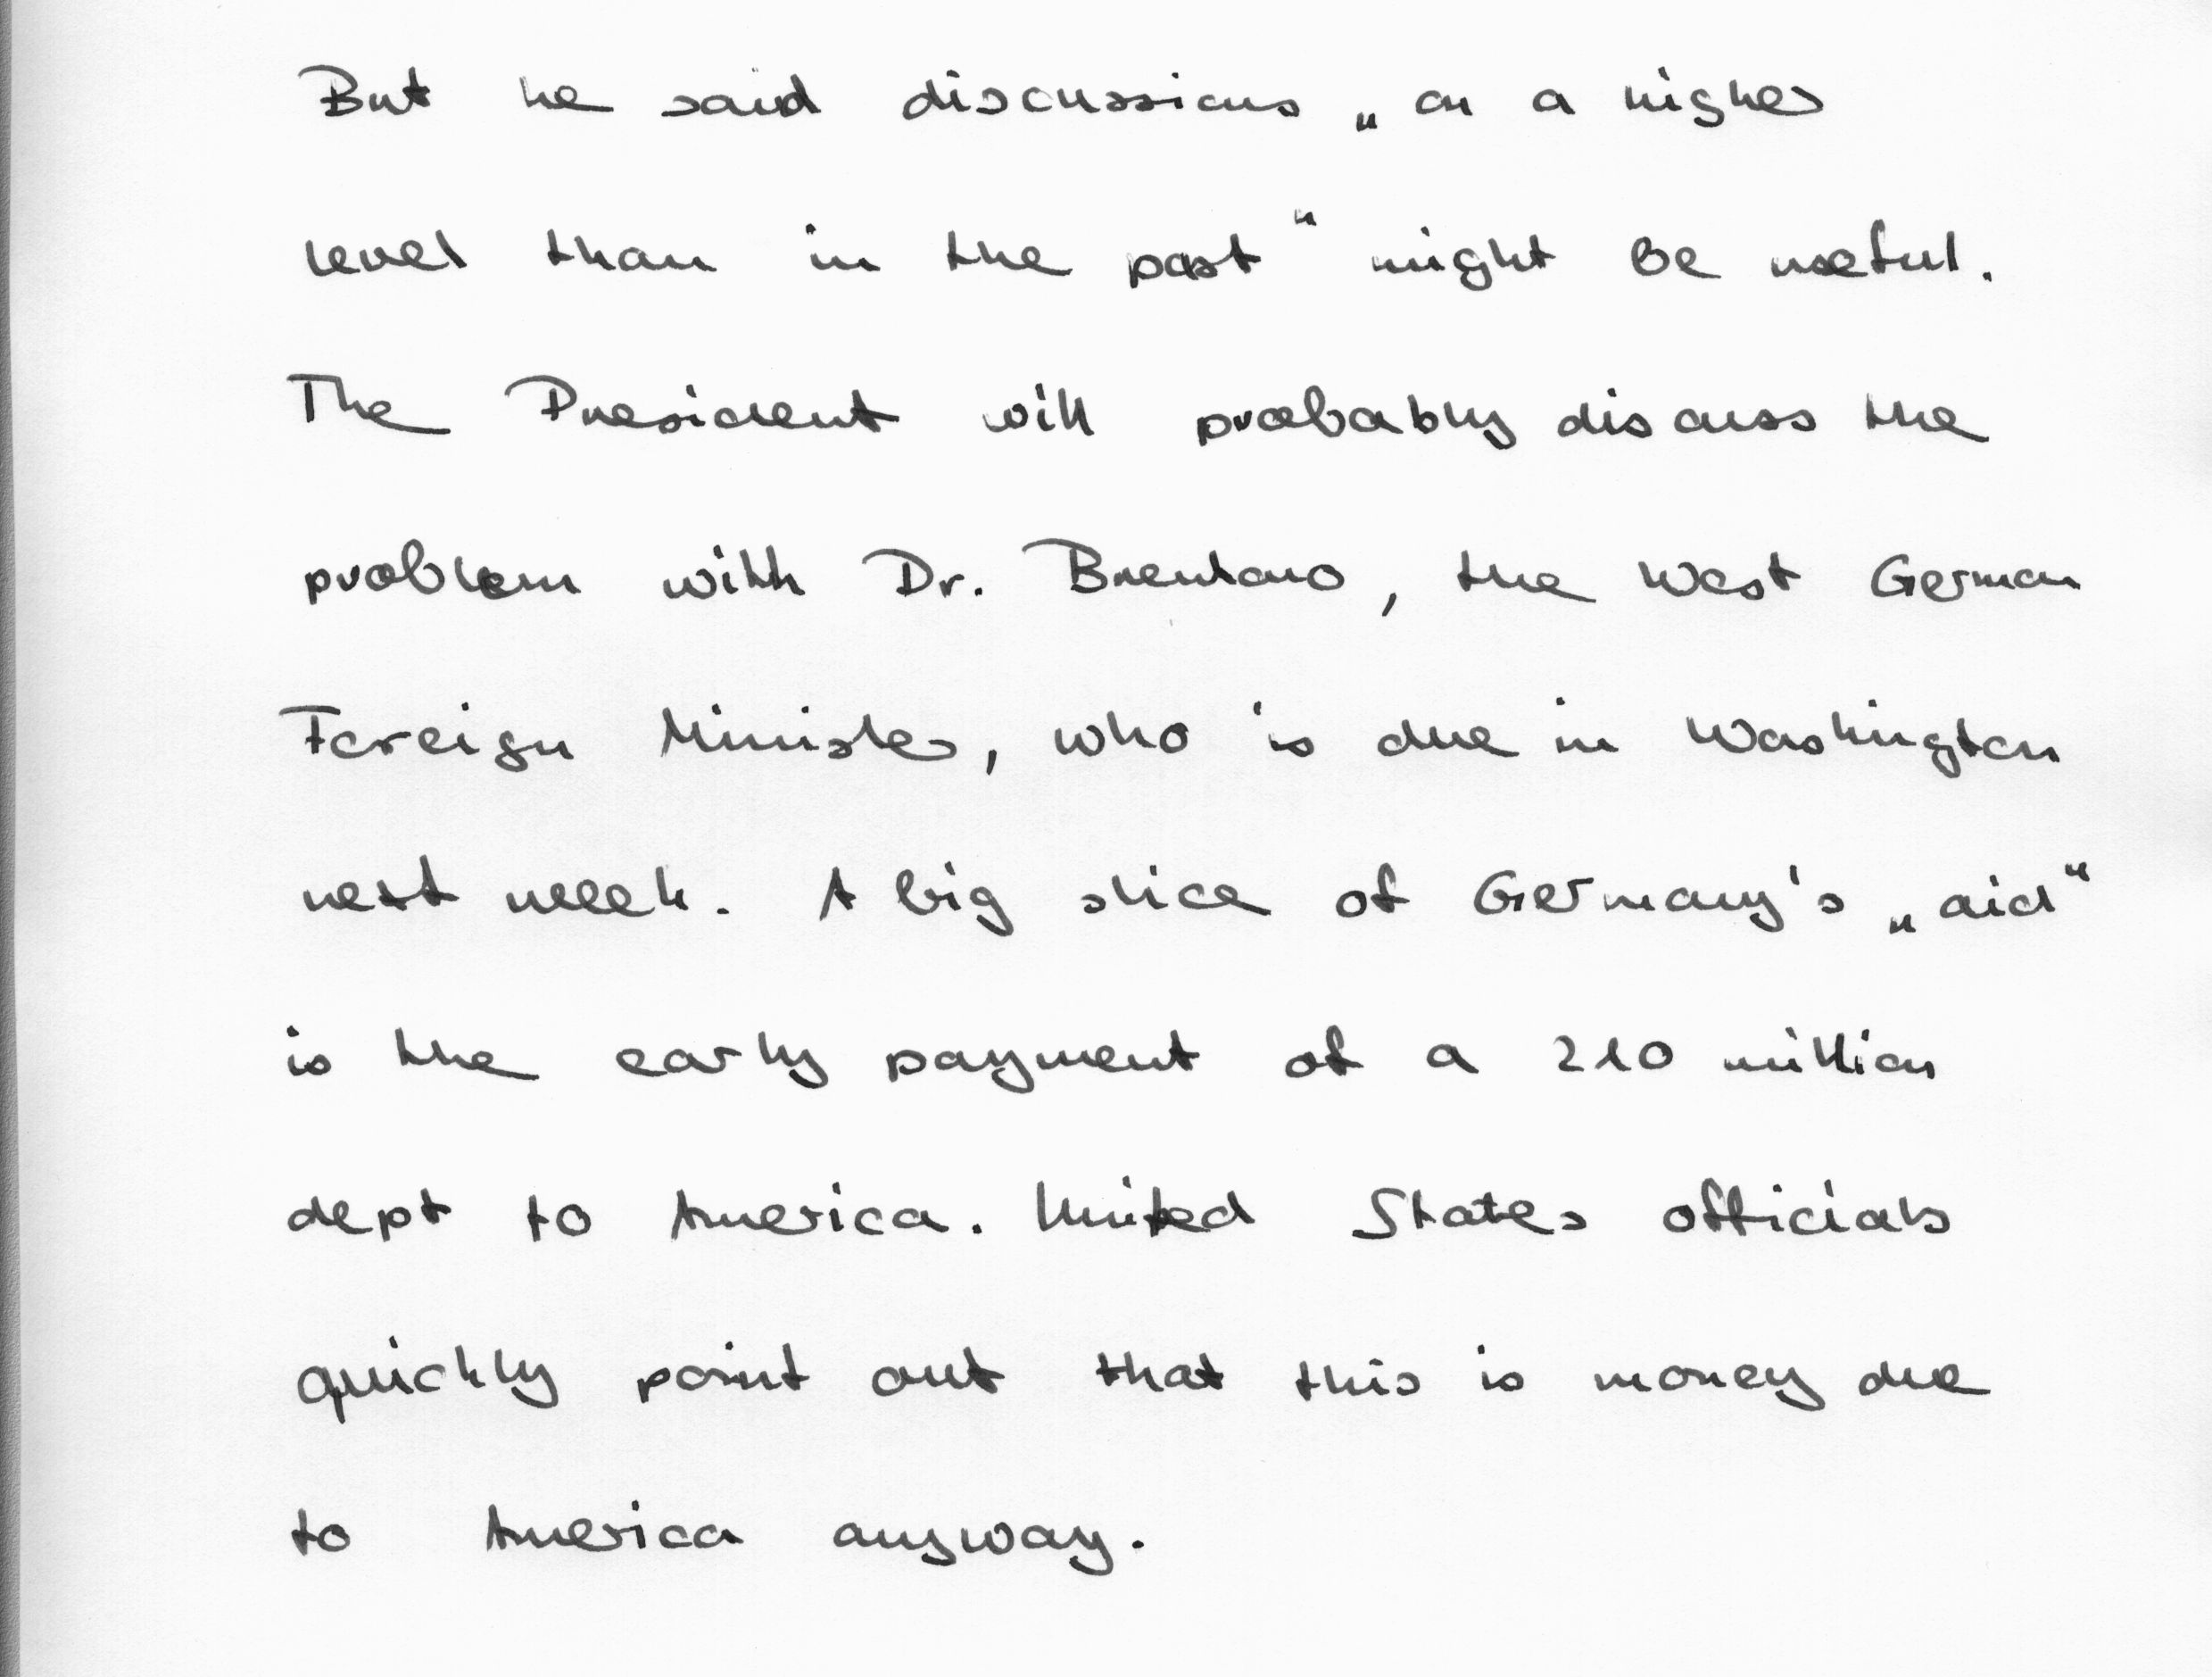 But he said discussions „on a higher
level than in the past“ might be useful.
The President will probably discuss the
problem with Dr. Brentano, the West German
Foreign Minister, who is due in Washington
next week. A big slice of Germany's „aid“
is the early payment of a 210 million
dept to America. United States officials
quickly point out that this is money due
to America anyway.